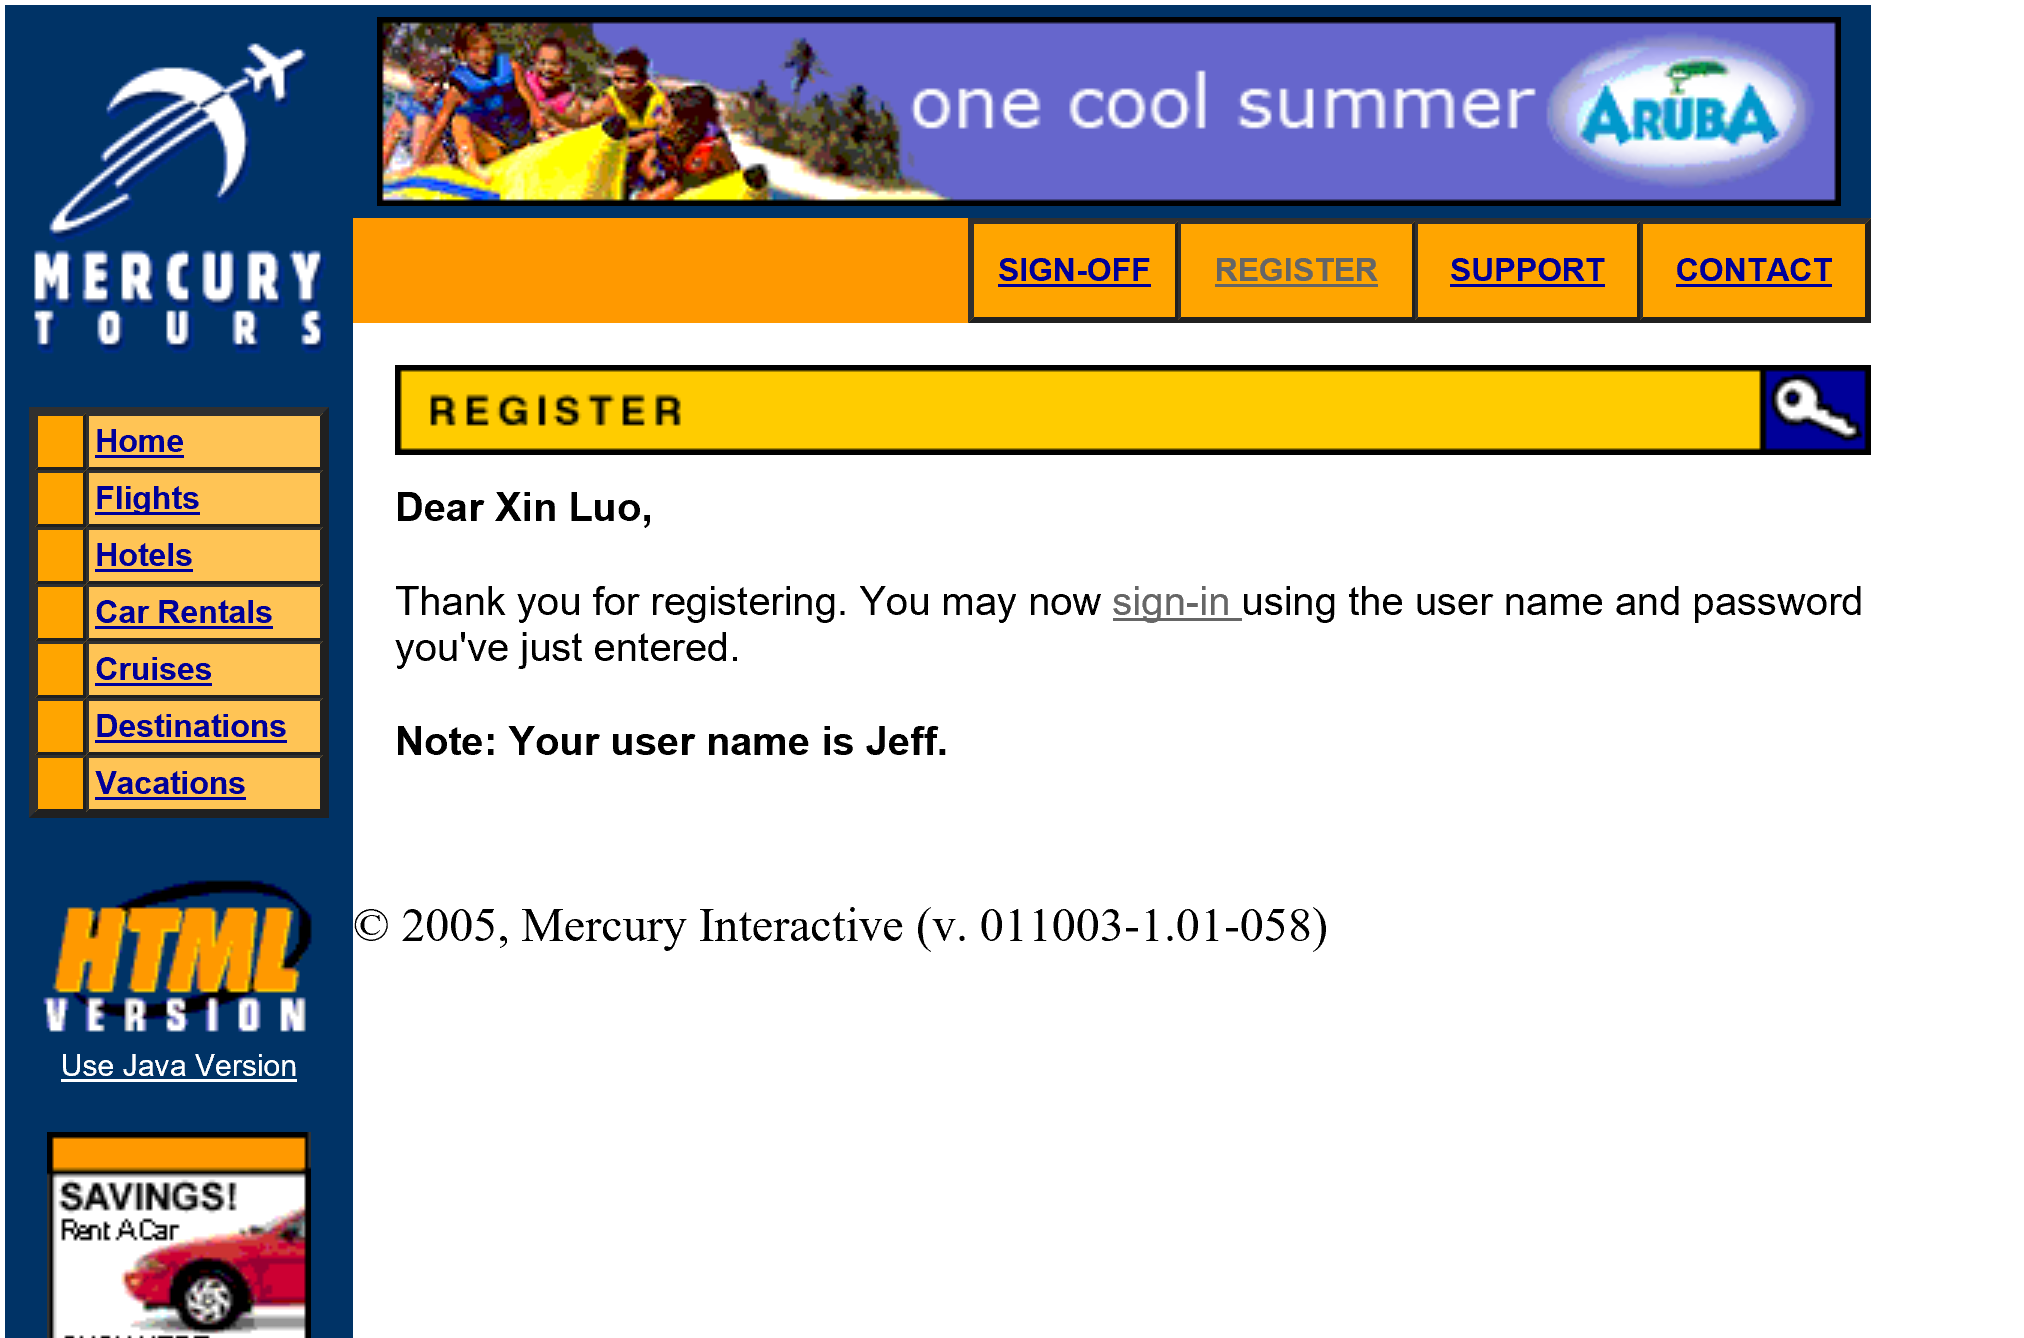 one cool summer ARUBA
MERCURY
TOURS
SIGN-OFF REGISTER SUPPORT CONTACT
REGISTER
Home
Flights
Hotels
Car Rentals
Cruises
Destinations
Vacations
Dear Xin Luo,
Thank you for registering. You may now sign-in using the user name and password
you've just entered.
Note: Your user name is Jeff.
© 2005, Mercury Interactive (v. 011003-1.01-058)
HTML
VERSION
Use Java Version
SAVINGS!
Rent A Car